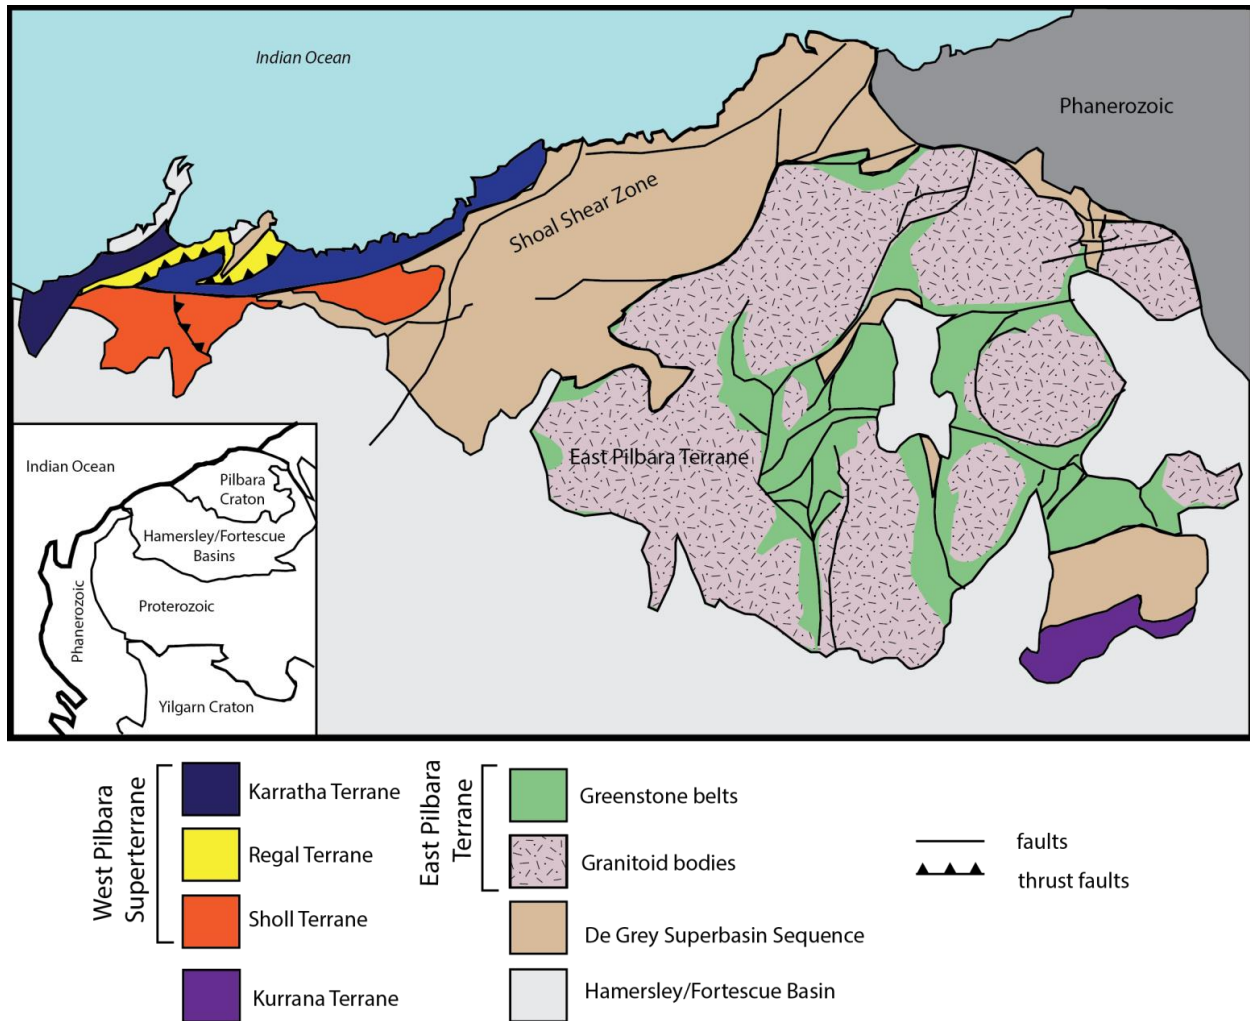 Indian Ocean
Phanerozoic
Shoal Shear Zone
East Pilbara Terrane
Indian Ocean
Pilbara
Craton
Hamersley/Fortescue
Basins
Phanerozoic
Proterozoic
Yilgarn Craton
West Pilbara
Superterrane
Karratha Terrane
Regal Terrane
Sholl Terrane
Kurrana Terrane
East Pilbara
Terrane
Greenstone belts
Granitoid bodies
De Grey Superbasin Sequence
Hamersley/Fortescue Basin
faults
thrust faults